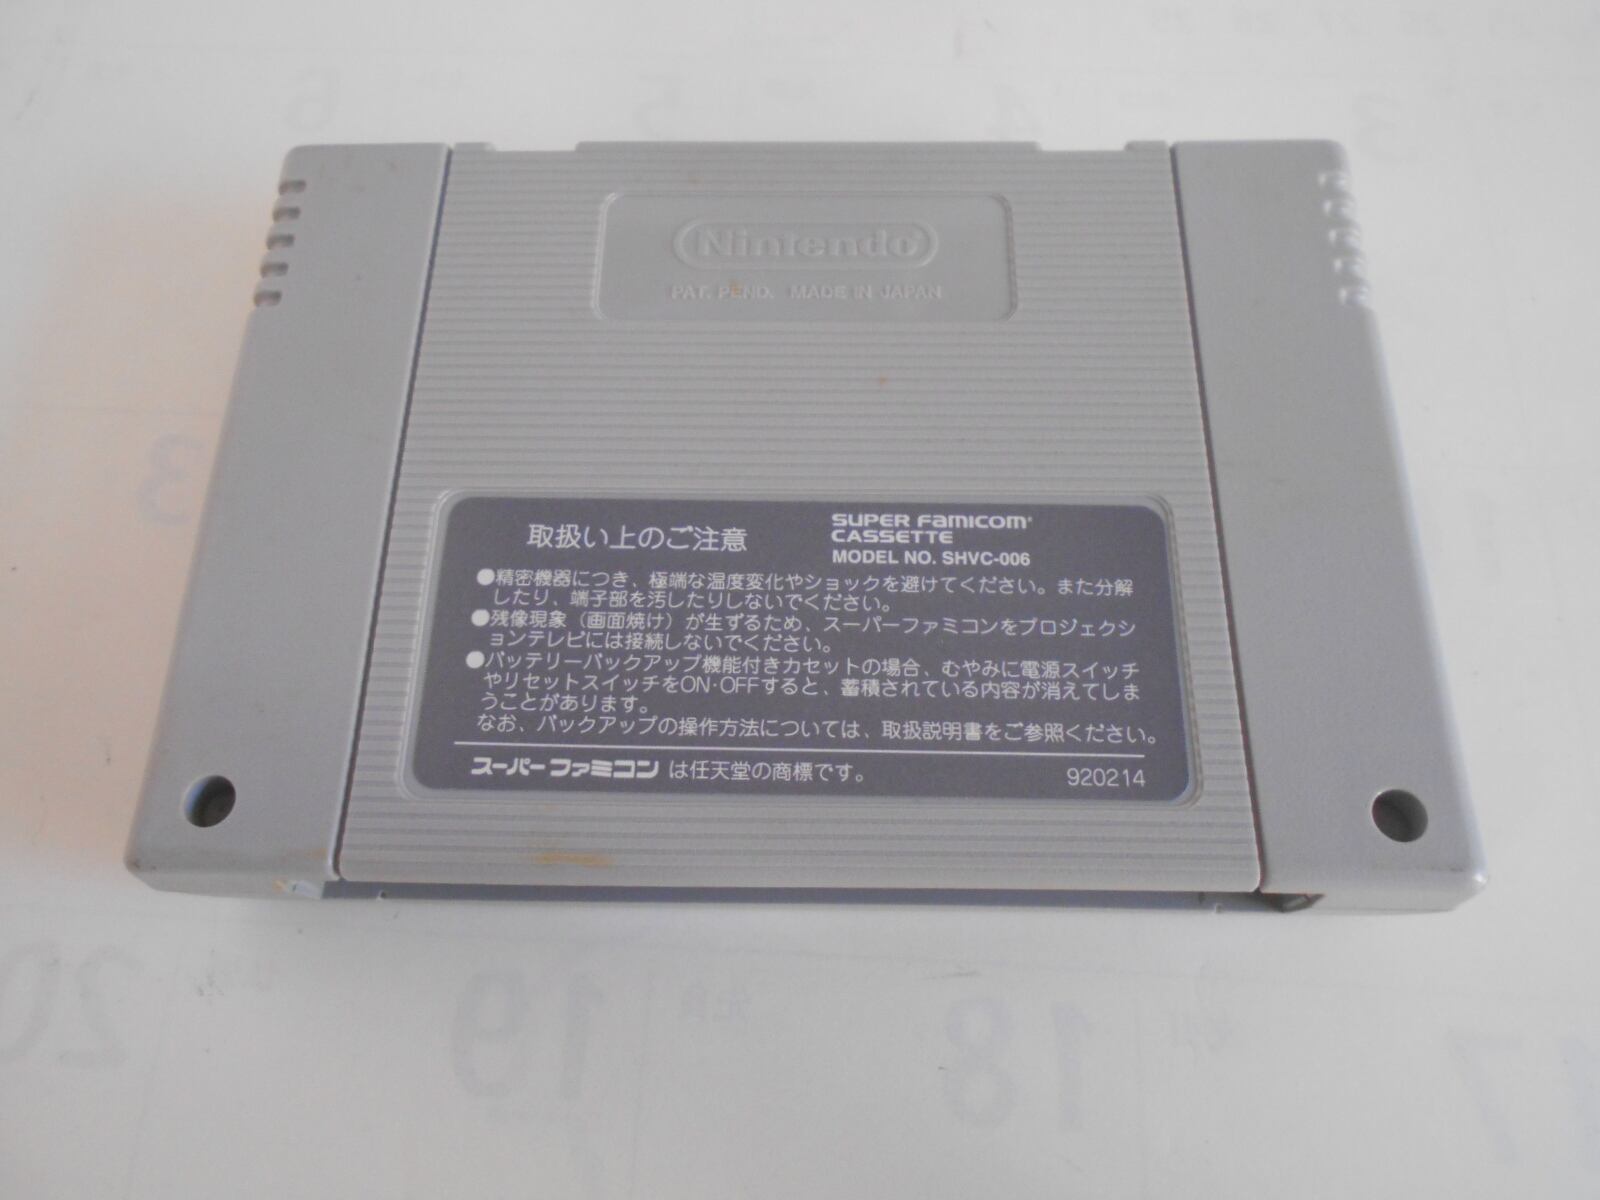 Nintendo
PAT. PEND. MADE IN JAPAN
取扱い上のご注意
SUPER FAMICOM
CASSETTE
MODEL NO. SHVC-006
●精密機器につき、極端な温度変化やショックを避けてください。また分解
したり、端子部を汚したりしないでください。
●残像現象（画面焼け）が生ずるため、スーパーファミコンをプロジェクシ
ョンテレビには接続しないでください。
●バッテリーバックアップ機能付きカセットの場合、むやみに電源スイッチ
やリセットスイッチをON·OFFすると、蓄積されている内容が消えてしま
うことがあります。
なお、バックアップの操作方法については、取扱説明書をご参照ください。
スーパーファミコン は任天堂の商標です。
920214
6
5
4
3
3
20
19
18
17